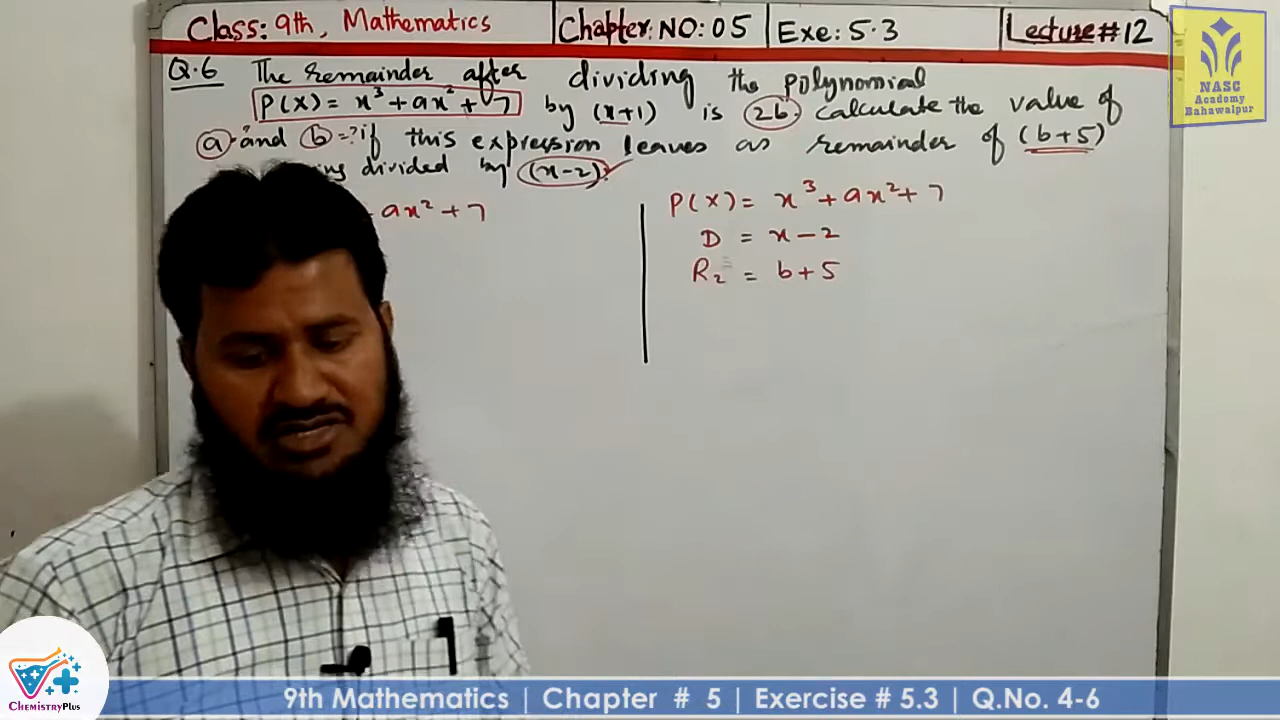 Class: 9th, Mathematics
Chapter: NO: 05
Exe: 5.3
Lecture # 12
NASC
Academy
Bahawalpur
Q.6 The remainder after dividing the polynomial
P(X) = x³ + ax² + 7 by (x+1) is 2b. calculate the value of
a? and b=? if this expression leaves as remainder of (b+5)
divided by (x-2).
ax² + 7
P(X) = x³ + ax² + 7
D = x - 2
R₂ = b + 5
ChemistryPlus
9th Mathematics | Chapter # 5 | Exercise # 5.3 | Q.No. 4-6